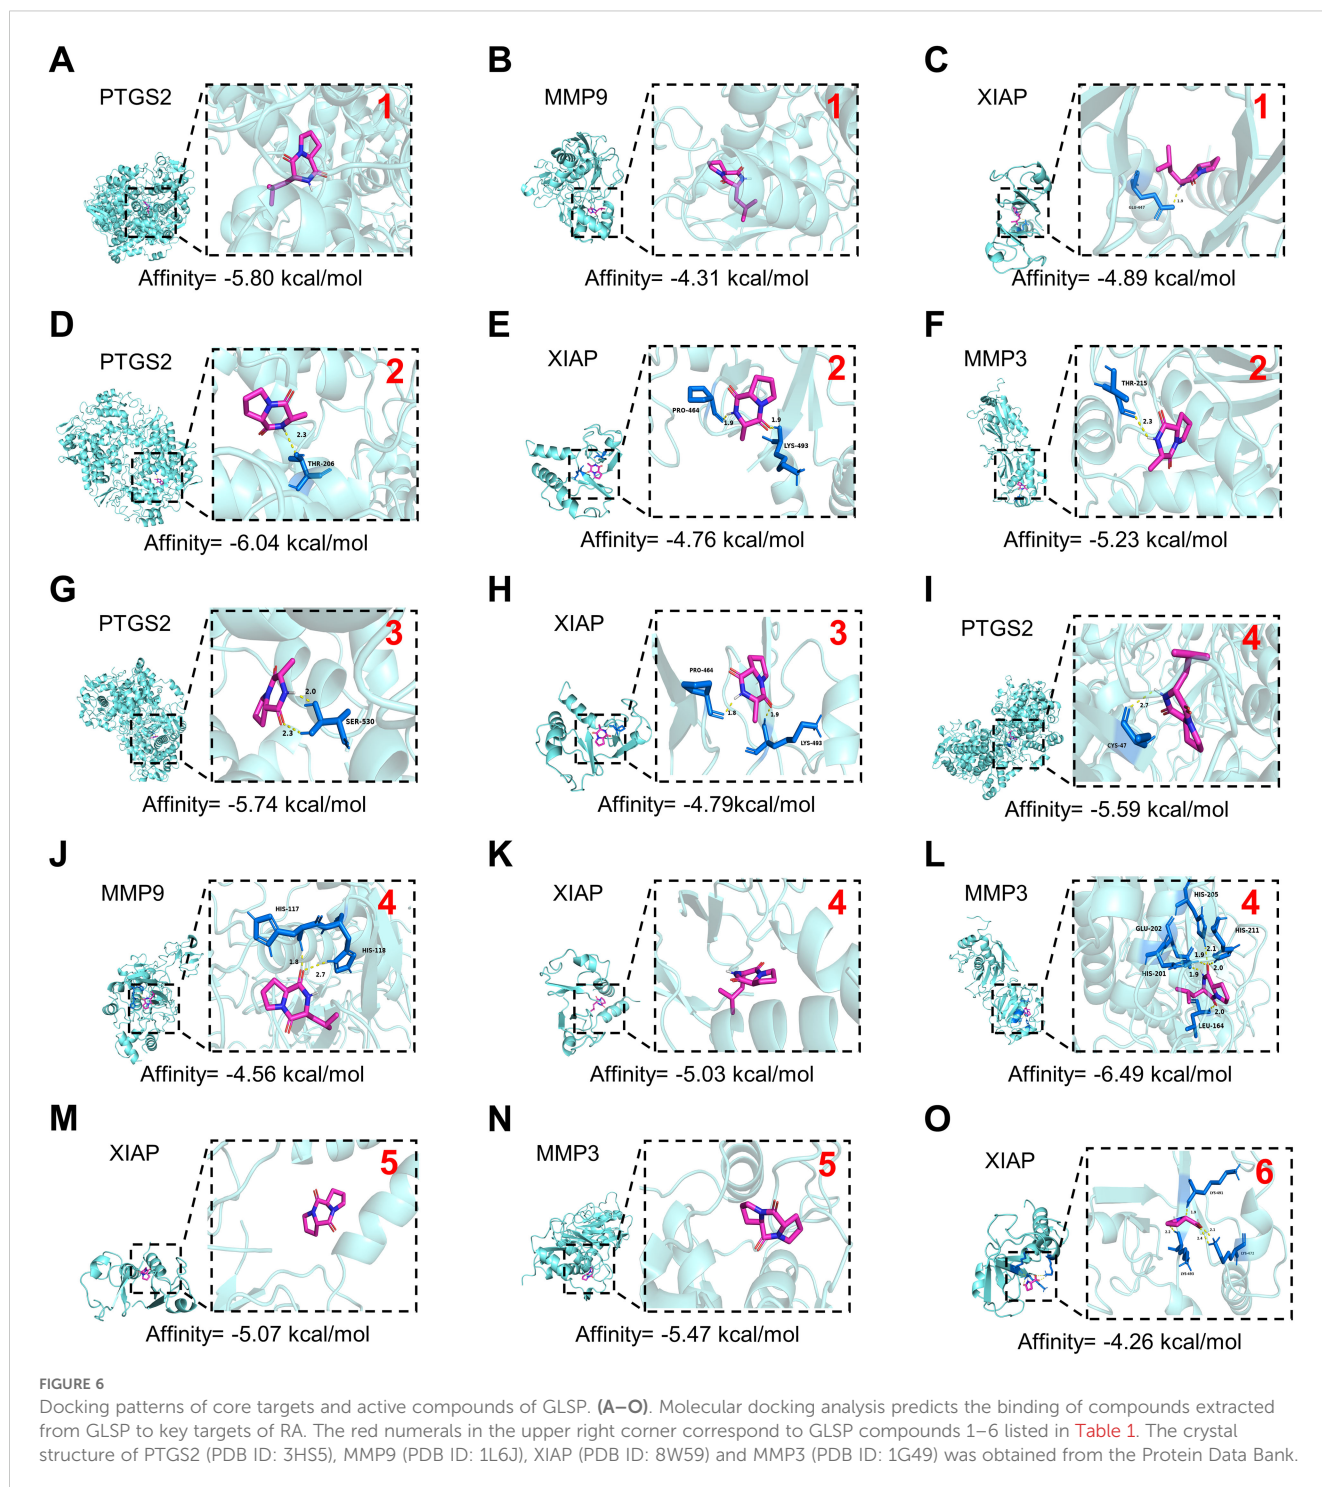 A
PTGS2
1
Affinity= -5.80 kcal/mol
B
MMP9
1
Affinity= -4.31 kcal/mol
C
XIAP
1
GLU-447
1.9
Affinity= -4.89 kcal/mol
D
PTGS2
2
2.3
THR-206
Affinity= -6.04 kcal/mol
E
XIAP
2
PRO-464
1.9
1.9
LYS-493
Affinity= -4.76 kcal/mol
F
MMP3
2
THR-215
2.3
Affinity= -5.23 kcal/mol
G
PTGS2
3
2.0
SER-530
2.3
Affinity= -5.74 kcal/mol
H
XIAP
3
PRO-464
1.8
1.9
LYS-493
Affinity= -4.79kcal/mol
I
PTGS2
4
2.7
CYS-47
Affinity= -5.59 kcal/mol
J
MMP9
4
HIS-117
HIS-118
1.8
2.7
Affinity= -4.56 kcal/mol
K
XIAP
4
Affinity= -5.03 kcal/mol
L
MMP3
4
HIS-205
GLU-202
HIS-211
2.1
1.9
HIS-201
1.9
2.0
2.0
LEU-164
Affinity= -6.49 kcal/mol
M
XIAP
5
Affinity= -5.07 kcal/mol
N
MMP3
5
Affinity= -5.47 kcal/mol
O
XIAP
6
2.1
2.4
Affinity= -4.26 kcal/mol
FIGURE 6
Docking patterns of core targets and active compounds of GLSP. (A–O). Molecular docking analysis predicts the binding of compounds extracted
from GLSP to key targets of RA. The red numerals in the upper right corner correspond to GLSP compounds 1–6 listed in Table 1. The crystal
structure of PTGS2 (PDB ID: 3HS5), MMP9 (PDB ID: 1L6J), XIAP (PDB ID: 8W59) and MMP3 (PDB ID: 1G49) was obtained from the Protein Data Bank.